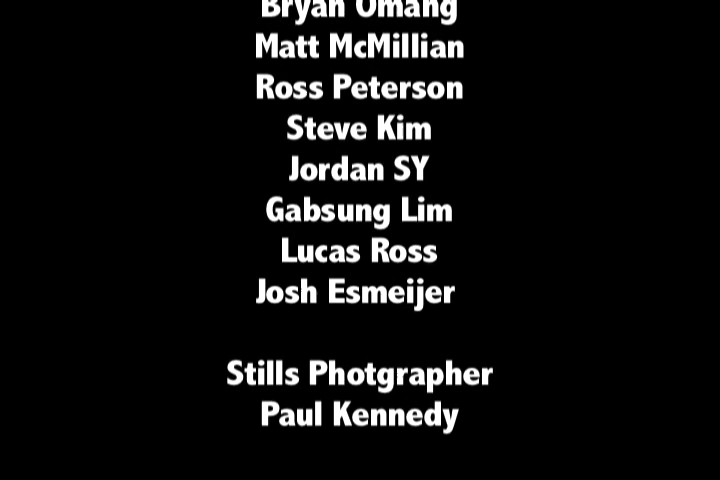 Bryan Omang
Matt McMillian
Ross Peterson
Steve Kim
Jordan SY
Gabsung Lim
Lucas Ross
Josh Esmeijer
Stills Photgrapher
Paul Kennedy